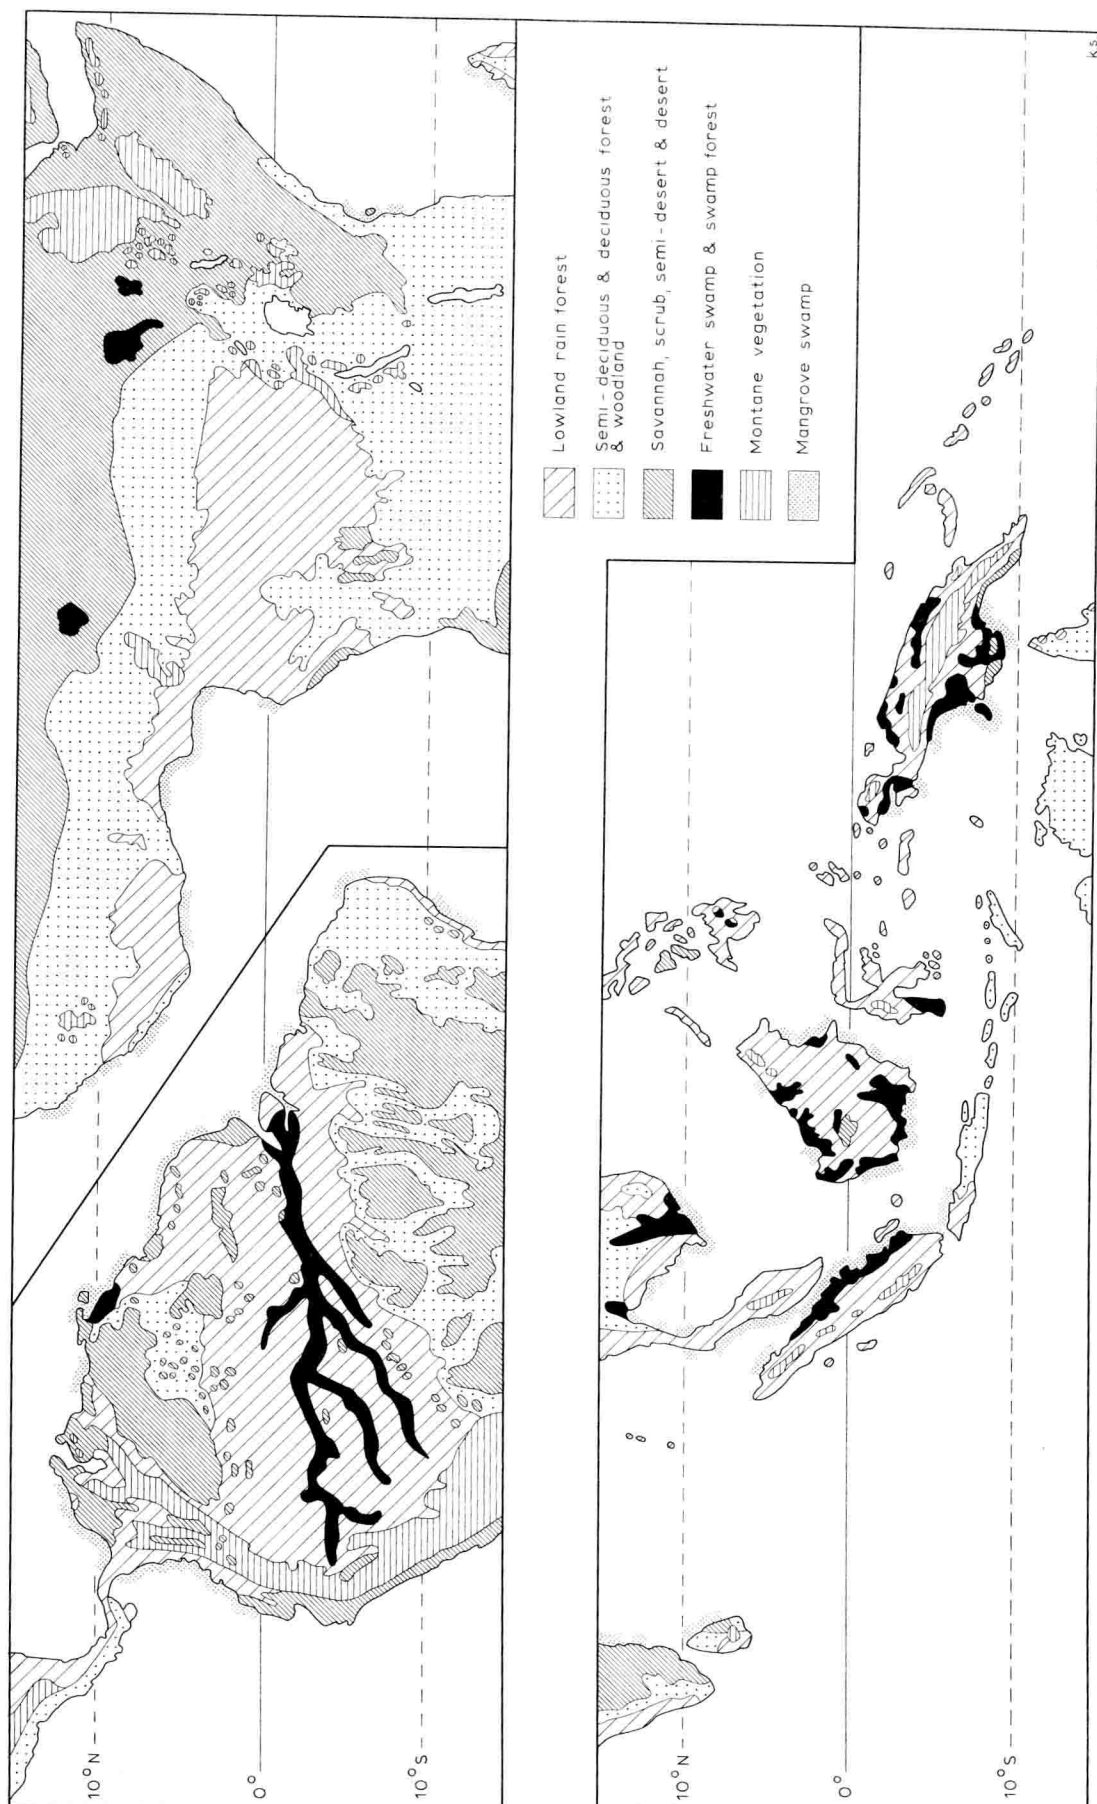 10°N
0°
10°S
Lowland rain forest
Semi-deciduous & deciduous forest
& woodland
Savannah, scrub, semi-desert & desert
Freshwater swamp & swamp forest
Montane vegetation
Mangrove swamp
10°N
0°
10°S
ks